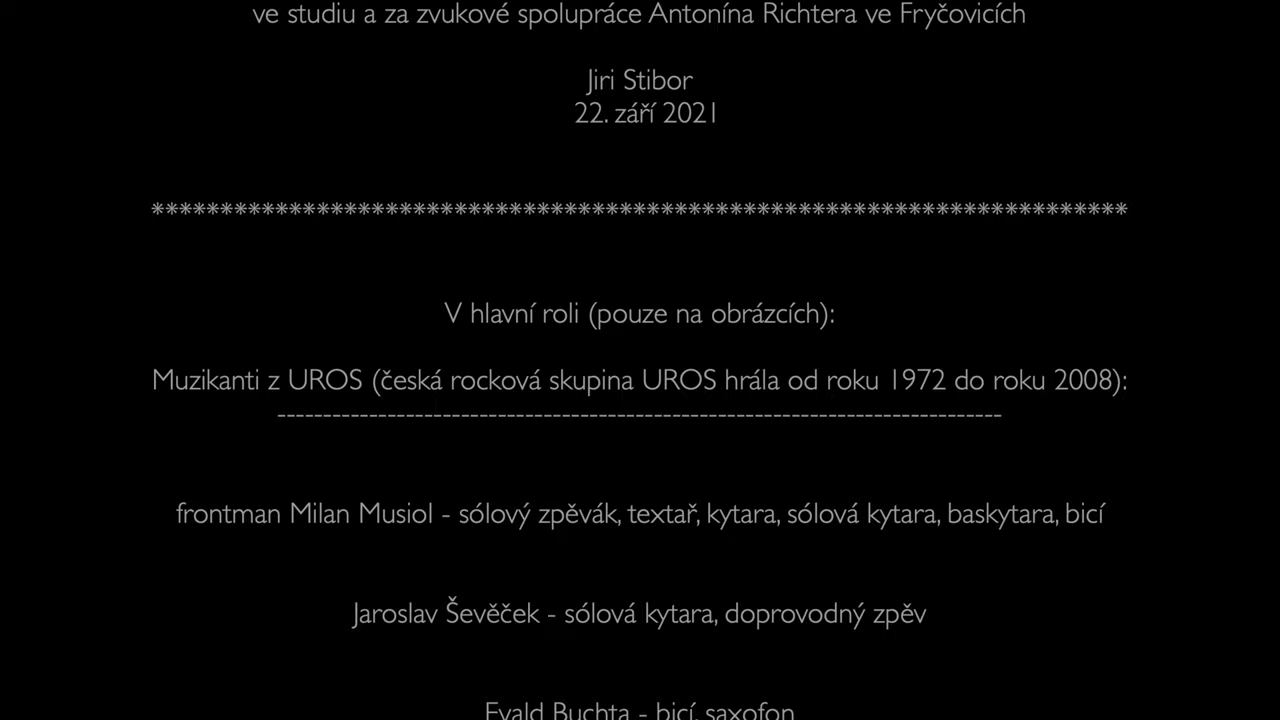 ve studiu a za zvukové spolupráce Antonína Richtera ve Fryčovicích
Jiri Stibor
22. září 2021
***********************************************************************
V hlavní roli (pouze na obrázcích):
Muzikanti z UROS (česká rocková skupina UROS hrála od roku 1972 do roku 2008):
-------------------------------------------------------------------------------
frontman Milan Musiol - sólový zpěvák, textař, kytara, sólová kytara, baskytara, bicí
Jaroslav Ševěček - sólová kytara, doprovodný zpěv
Evald Buchta - bicí, saxofon